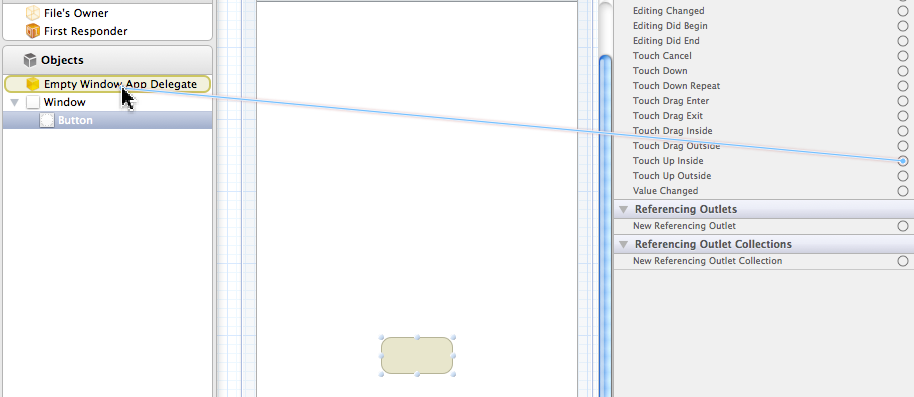 File's Owner
First Responder
Objects
Empty Window App Delegate
Window
Button
Editing Changed
Editing Did Begin
Editing Did End
Touch Cancel
Touch Down
Touch Down Repeat
Touch Drag Enter
Touch Drag Exit
Touch Drag Inside
Touch Drag Outside
Touch Up Inside
Touch Up Outside
Value Changed
Referencing Outlets
New Referencing Outlet
Referencing Outlet Collections
New Referencing Outlet Collection